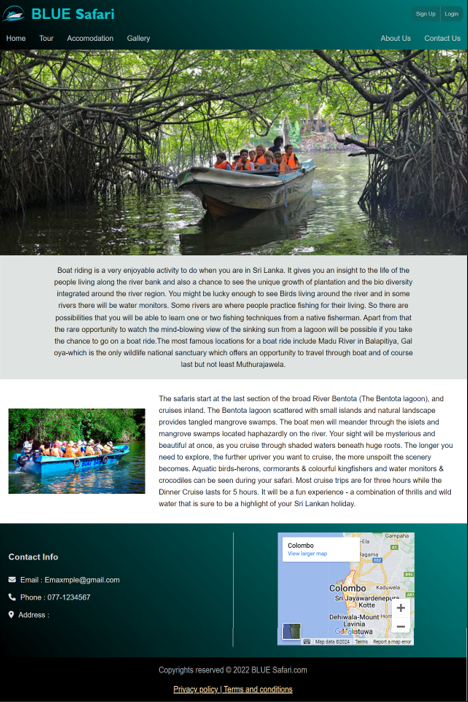 BLUE Safari
Sign Up
Login
Home
Tour
Accomodation
Gallery
About Us
Contact Us
Boat riding is a very enjoyable activity to do when you are in Sri Lanka. It gives you an insight to the life of the
people living along the river bank and also a chance to see the unique growth of plantation and the bio diversity
integrated around the river region. You might be lucky enough to see Birds living around the river and in some
rivers there will be water monitors. Some rivers are where people practice fishing for their living. So there are
possibilities that you will be able to learn one or two fishing techniques from a native fisherman. Apart from that
the rare opportunity to watch the mind-blowing view of the sinking sun from a lagoon will be possible if you take
the chance to go on a boat ride.The most famous locations for a boat ride include Madu River in Balapitiya, Gal
oya-which is the only wildlife national sanctuary which offers an opportunity to travel through boat and of course
last but not least Muthurajawela.
The safaris start at the last section of the broad River Bentota (The Bentota lagoon), and
cruises inland. The Bentota lagoon scattered with small islands and natural landscape
provides tangled mangrove swamps. The boat men will meander through the islets and
mangrove swamps located haphazardly on the river. Your sight will be mysterious and
beautiful at once, as you cruise through shaded waters beneath huge roots. The longer you
need to explore, the further upriver you want to cruise, the more unspoilt the scenery
becomes. Aquatic birds-herons, cormorants & colourful kingfishers and water monitors &
crocodiles can be seen during your safari. Most cruise trips are for three hours while the
Dinner Cruise lasts for 5 hours. It will be a fun experience - a combination of thrills and wild
water that is sure to be a highlight of your Sri Lankan holiday.
Contact Info
Email : Emaxmple@gmail.com
Phone : 077-1234567
Address :
Colombo
View larger map
Gampaha
Ja-Ela
Kaduwela
Colombo
Sri Jayawardenepura
Kotte
Dehiwala-Mount
Lavinia
Moratuwa
Map data ©2024
Terms
Report a map error
Copyrights reserved © 2022 BLUE Safari.com
Privacy policy | Terms and conditions